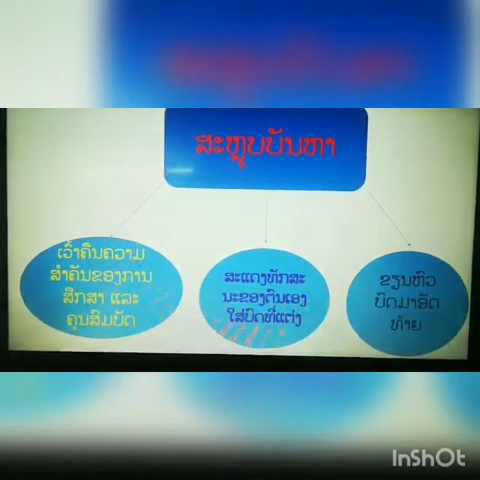 ສະຫຼຸບບັນຫາ
ເວົ້າຄືນຄວາມ
ສຳຄັນຂອງການ
ສຶກສາ ແລະ
ຄຸນສົມບັດ
ສະແດງທັກສະ
ນະຂອງຕົນເອງ
ໃສ່ບົດທີ່ແຕ່ງ
ຂຽນຫົວ
ບົດມາອັດ
ທ້າຍ
InShOt